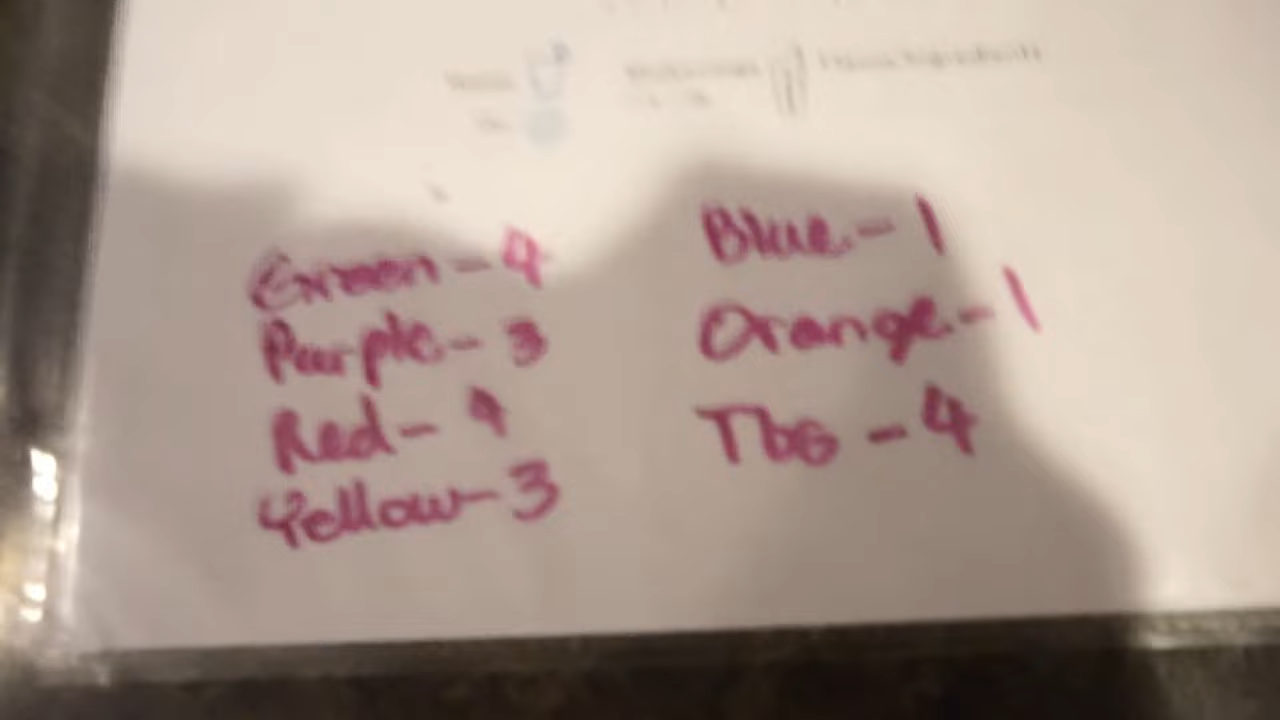 Green - 4
Purple - 3
Red - 4
Yellow - 3
Blue - 1
Orange - 1
Tbs - 4